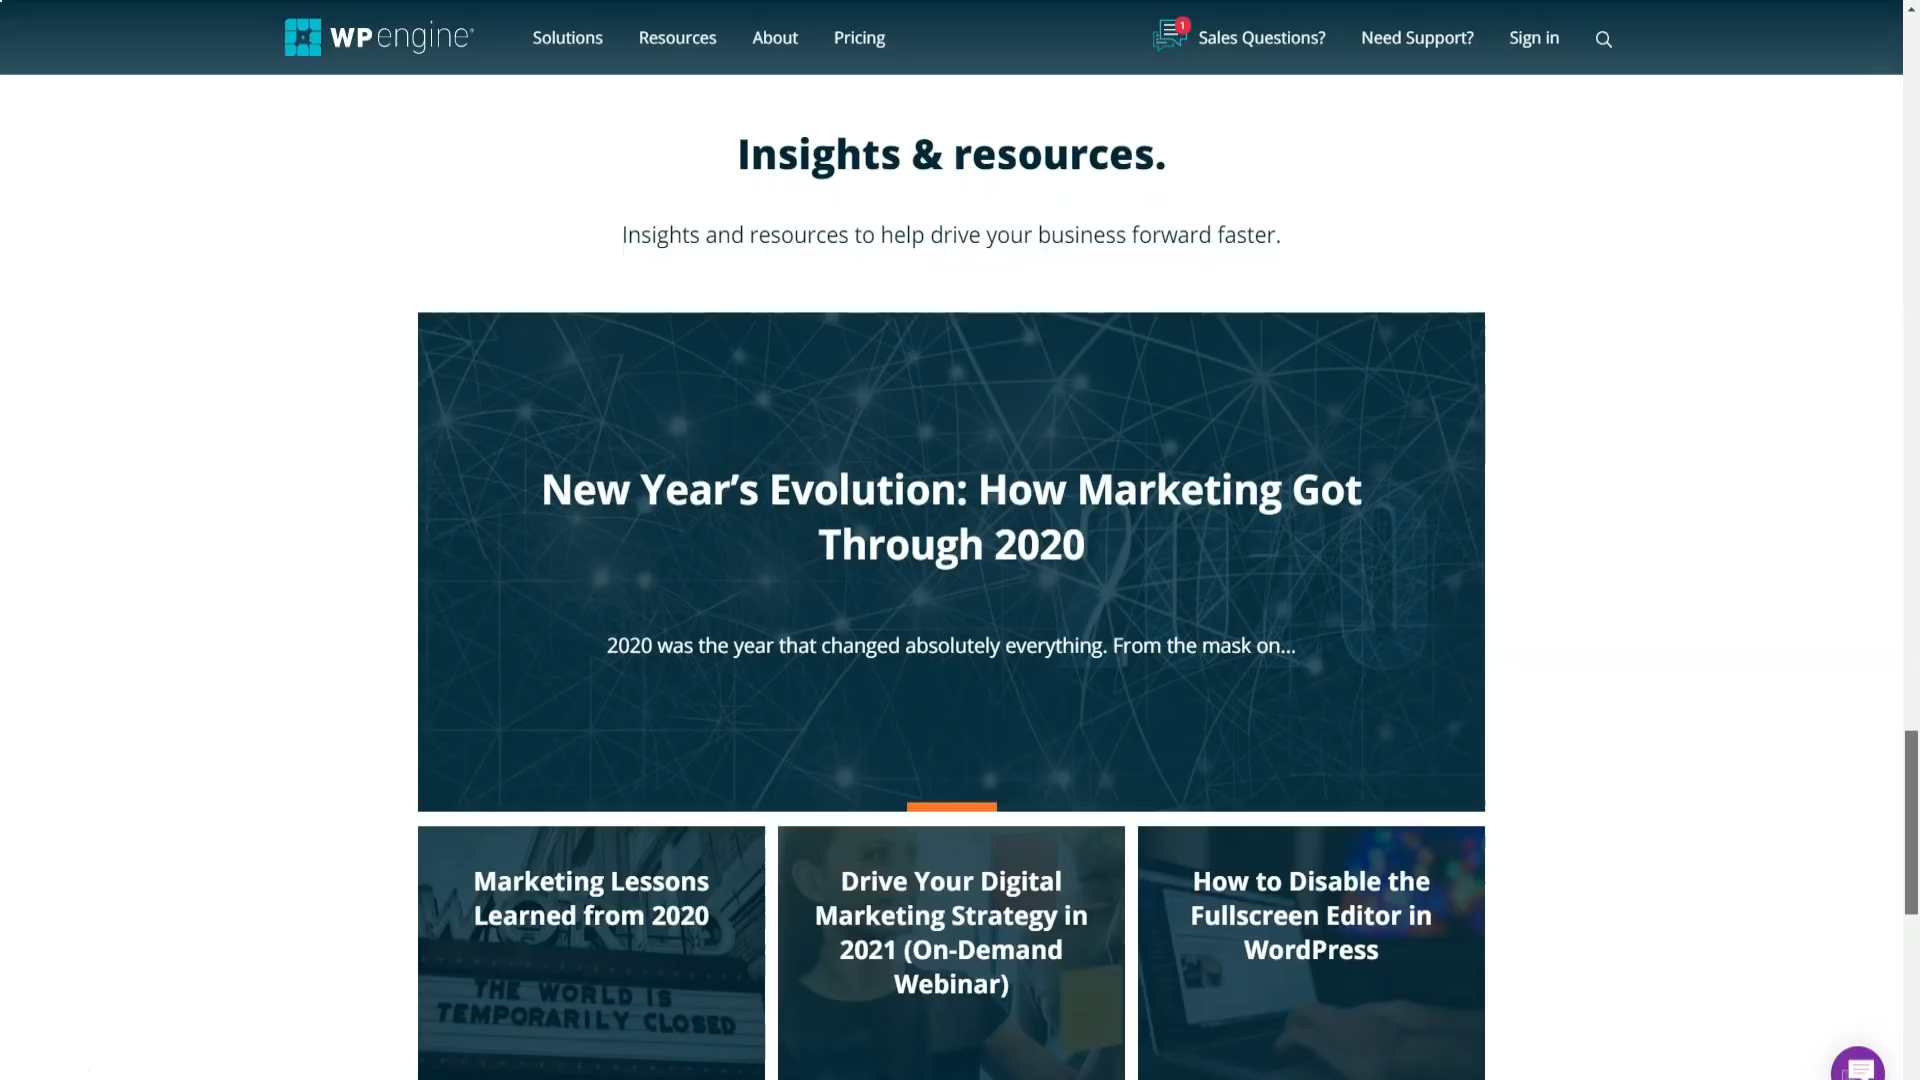 WPengine®
Solutions
Resources
About
Pricing
1
Sales Questions?
Need Support?
Sign in
Insights & resources.
Insights and resources to help drive your business forward faster.
New Year’s Evolution: How Marketing Got
Through 2020
2020 was the year that changed absolutely everything. From the mask on...
Marketing Lessons
Learned from 2020
WORLD
THE WORLD IS
TEMPORARILY CLOSED
Drive Your Digital
Marketing Strategy in
2021 (On-Demand
Webinar)
How to Disable the
Fullscreen Editor in
WordPress